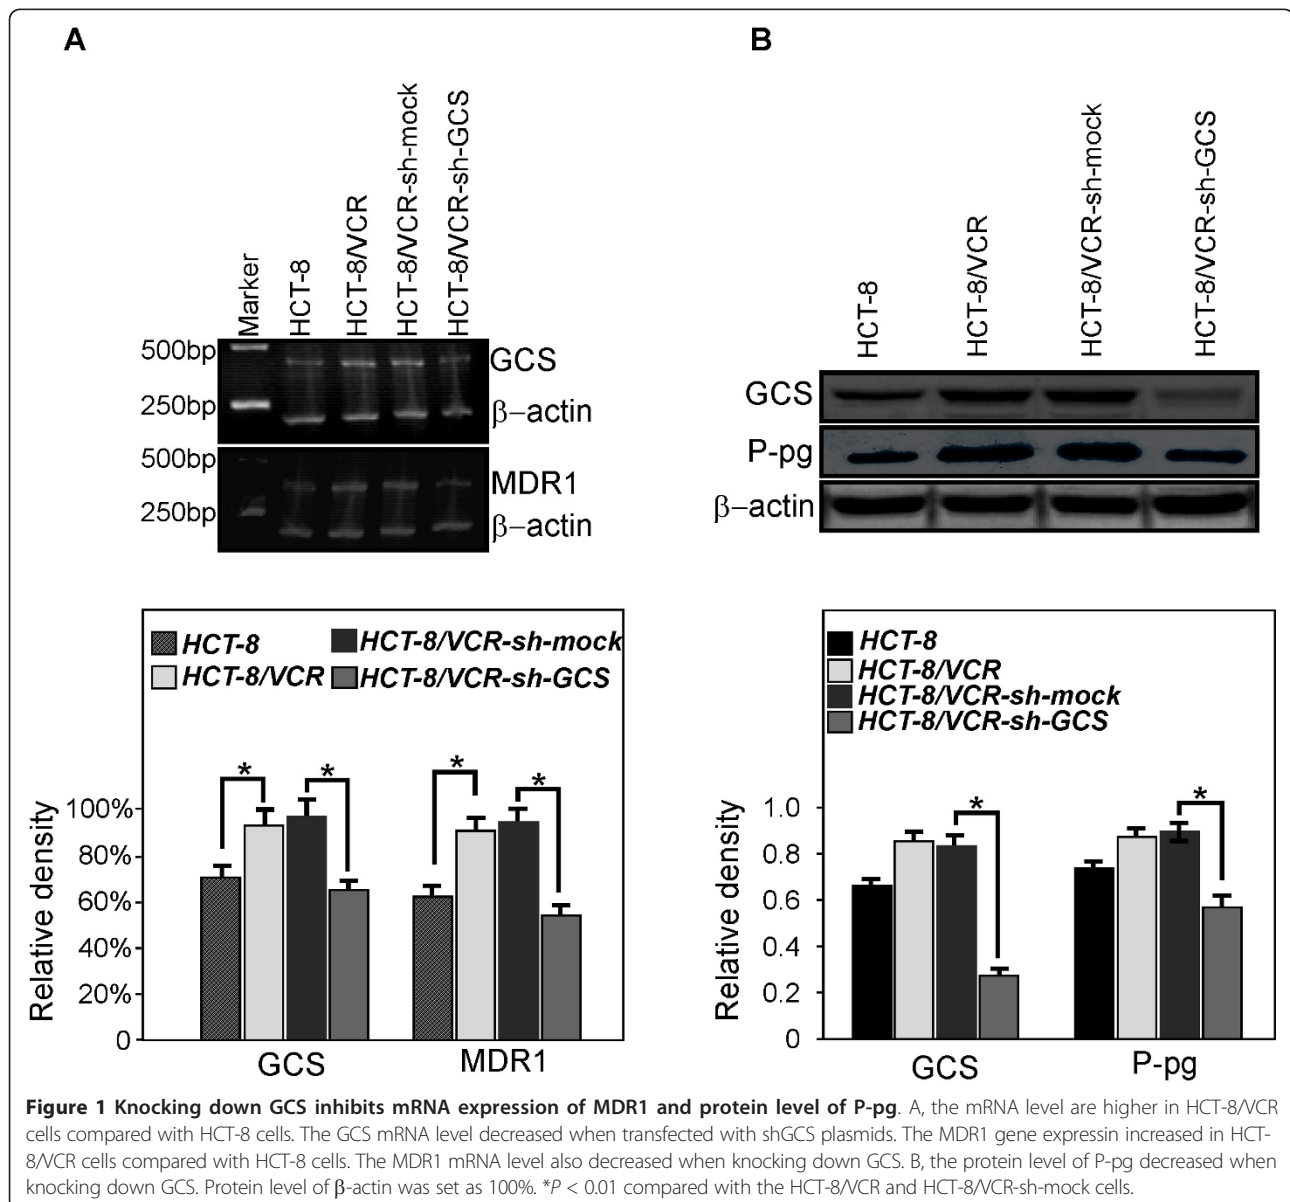 A
Marker
HCT-8
HCT-8/VCR
HCT-8/VCR-sh-mock
HCT-8/VCR-sh-GCS
500bp
GCS
250bp
β–actin
500bp
MDR1
250bp
β–actin
HCT-8
HCT-8/VCR-sh-mock
HCT-8/VCR
HCT-8/VCR-sh-GCS
* * * *
Relative density
100%
80%
60%
40%
20%
0
GCS MDR1
B
HCT-8
HCT-8/VCR
HCT-8/VCR-sh-mock
HCT-8/VCR-sh-GCS
GCS
P-pg
β–actin
HCT-8
HCT-8/VCR
HCT-8/VCR-sh-mock
HCT-8/VCR-sh-GCS
* *
Relative density
1.0
0.8
0.6
0.4
0.2
0
GCS P-pg
Figure 1 Knocking down GCS inhibits mRNA expression of MDR1 and protein level of P-pg. A, the mRNA level are higher in HCT-8/VCR
cells compared with HCT-8 cells. The GCS mRNA level decreased when transfected with shGCS plasmids. The MDR1 gene expressin increased in HCT-
8/VCR cells compared with HCT-8 cells. The MDR1 mRNA level also decreased when knocking down GCS. B, the protein level of P-pg decreased when
knocking down GCS. Protein level of β-actin was set as 100%. *P < 0.01 compared with the HCT-8/VCR and HCT-8/VCR-sh-mock cells.